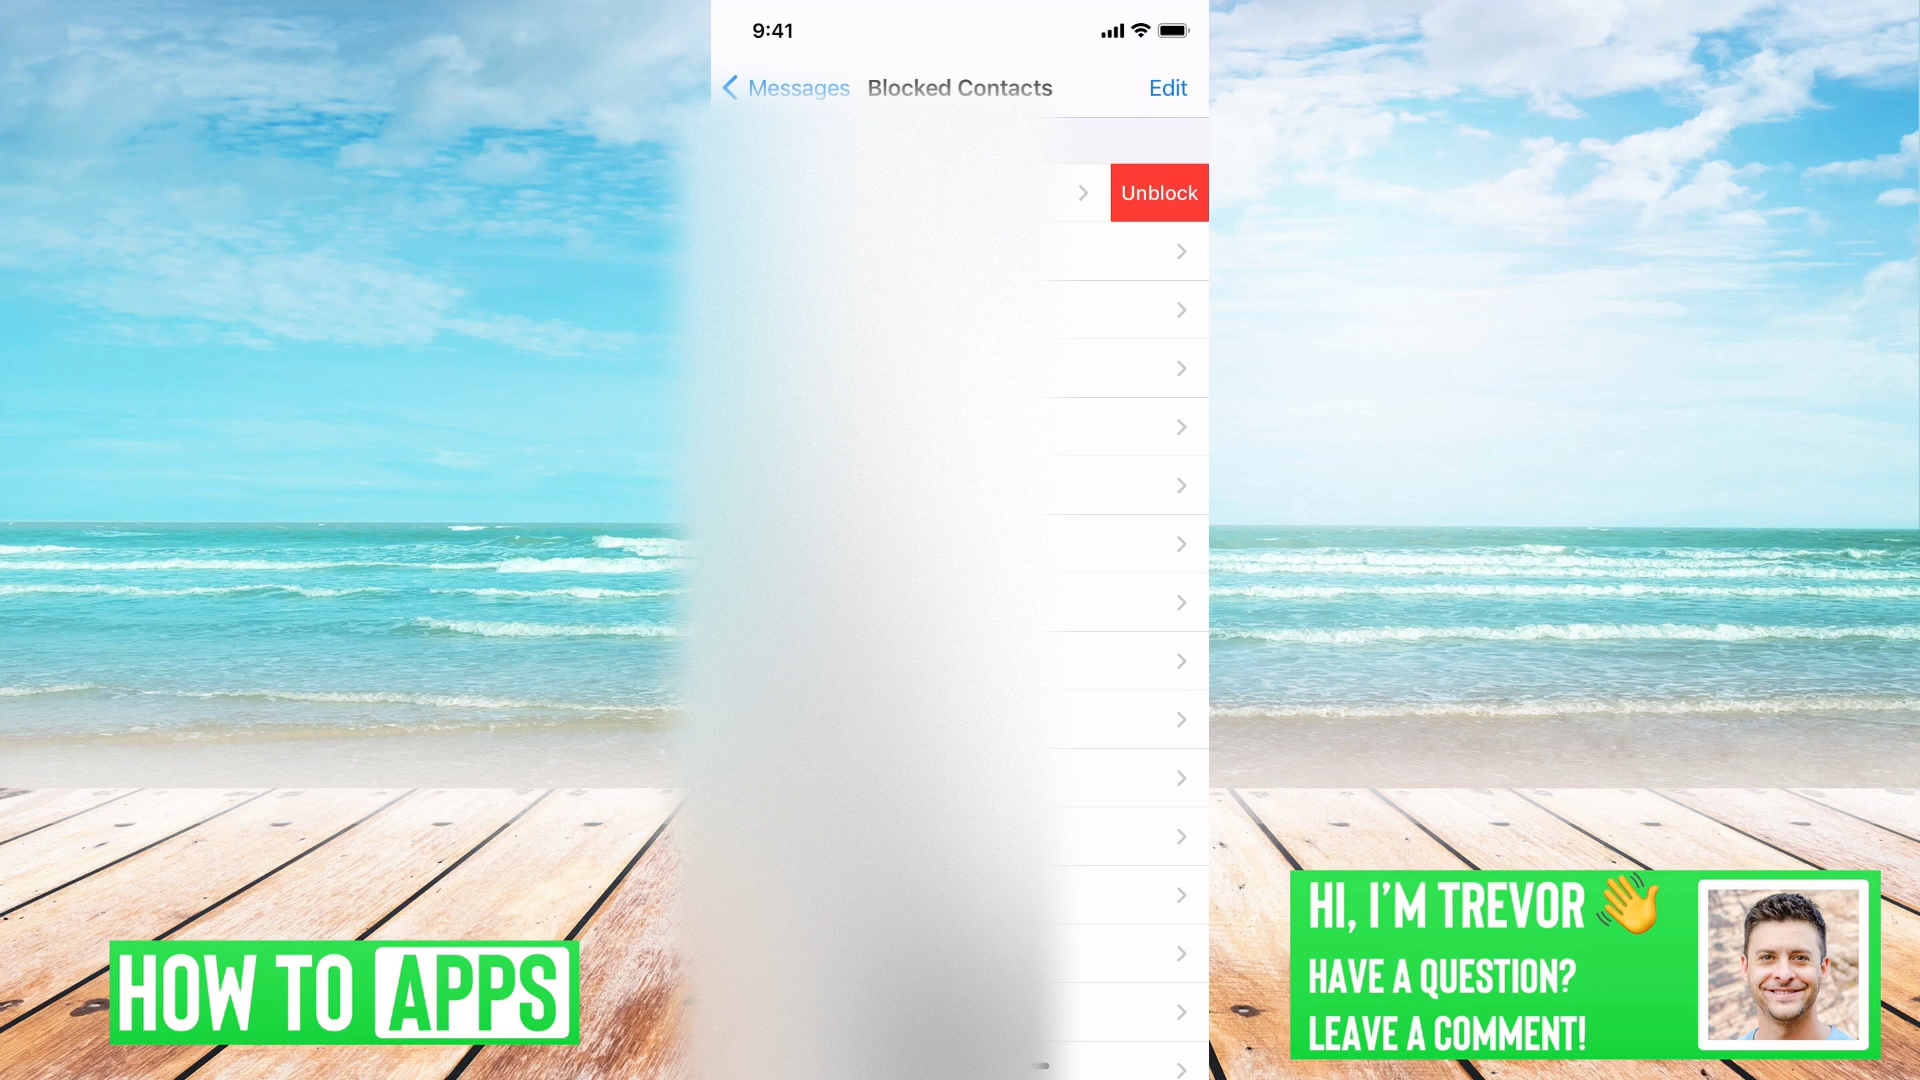 9:41
Messages Blocked Contacts Edit
Unblock
HOW TO APPS
HI, I'M TREVOR
HAVE A QUESTION?
LEAVE A COMMENT!